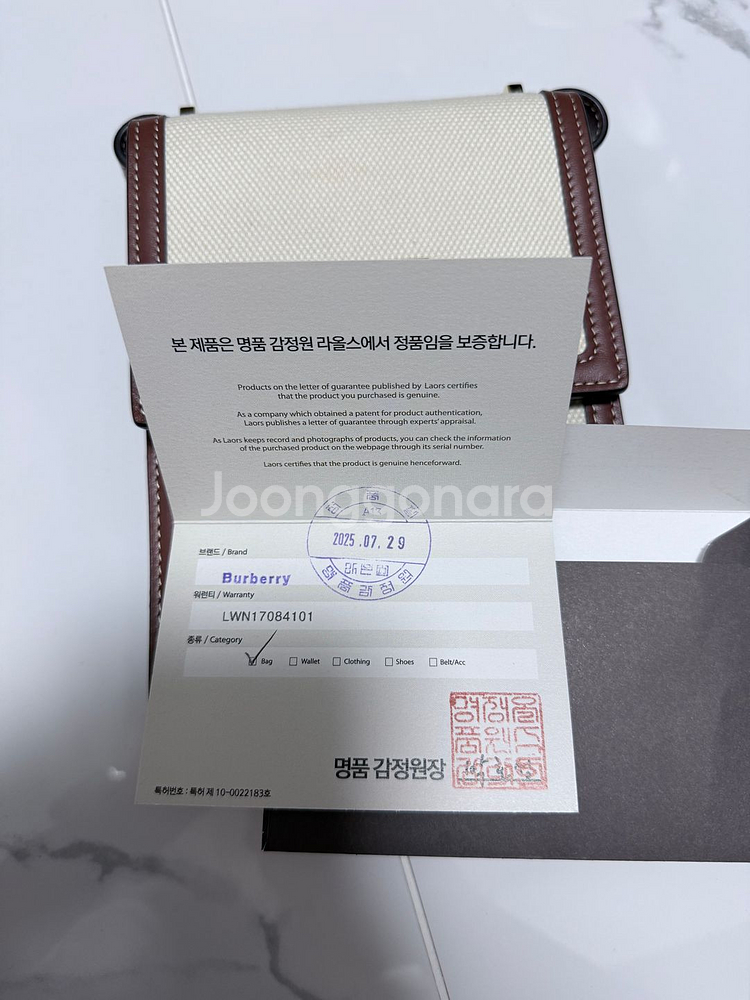 본 제품은 명품 감정원 라올스에서 정품임을 보증합니다.
Products on the letter of guarantee published by Laors certifies
that the product you purchased is genuine.
As a company which obtained a patent for product authentication,
Laors publishes a letter of guarantee through experts' appraisal.
As Laors keeps record and photographs of products, you can check the information
of the purchased product on the webpage through its serial number.
Laors certifies that the product is genuine henceforward.
Joonggonara
2025.07.29
명품감정원
브랜드 / Brand
Burberry
워런티 / Warranty
LWN17084101
종류 / Category
Bag Wallet Clothing Shoes Belt/Acc
명품 감정원장
특허번호 : 특허 제 10-0022183호